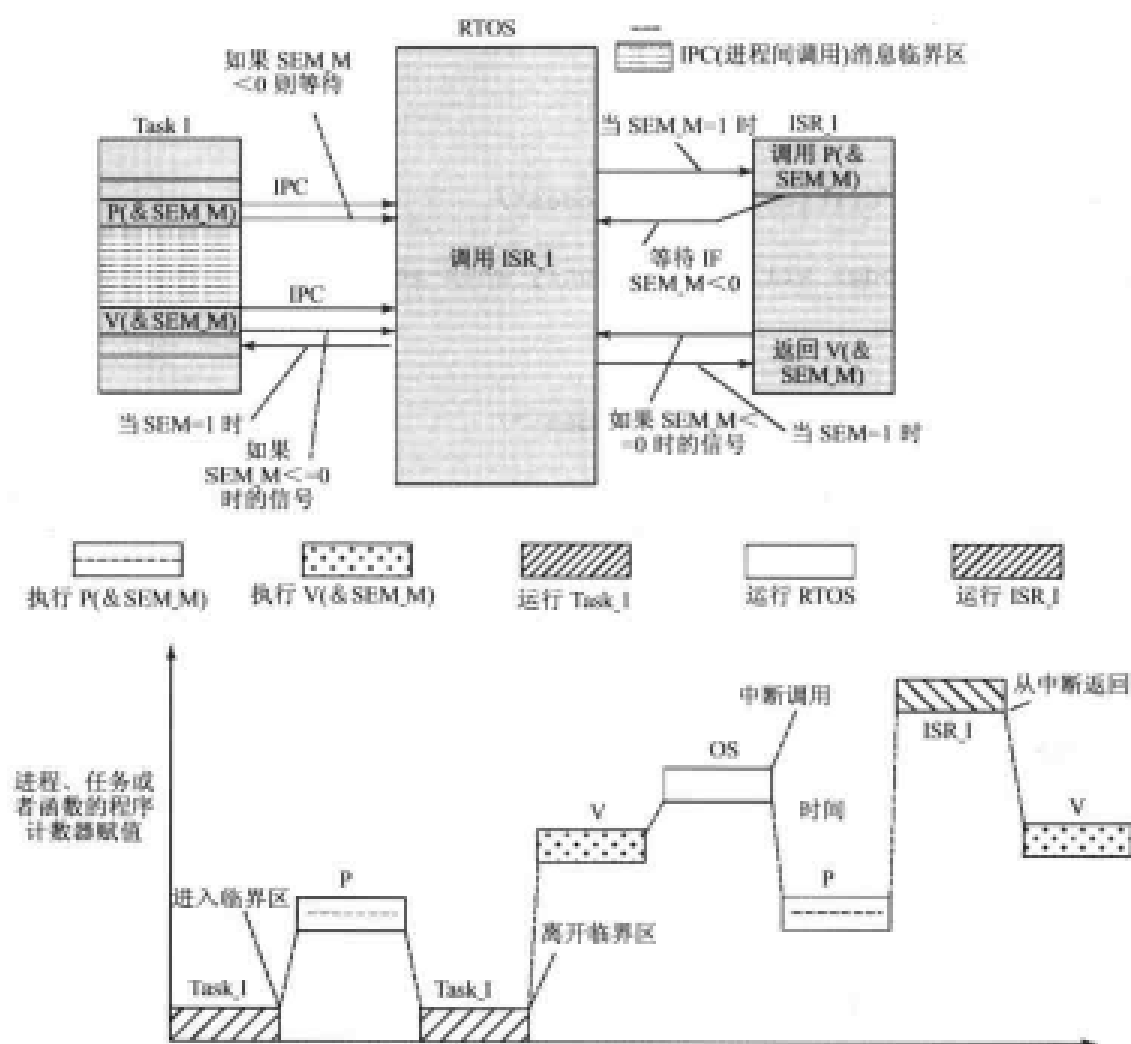 RTOS
IPC(进程间调用)消息临界区
如果 SEM_M
<0 则等待
Task I
当 SEM_M=1 时
ISR_I
调用 P(&
SEM_M)
IPC
P(& SEM_M)
调用 ISR_I
等待 IF
SEM_M<0
IPC
V(& SEM_M)
返回 V(&
SEM_M)
当 SEM=1 时
如果
SEM_M<=0
时的信号
如果 SEM_M<
=0 时的信号
当 SEM=1 时
执行 P(& SEM_M)
执行 V(& SEM_M)
运行 Task_I
运行 RTOS
运行 ISR_I
中断调用
从中断返回
ISR_I
OS
进程、任务或
者函数的程序
计数器赋值
V
时间
V
进入临界区
P
P
离开临界区
Task_I
Task_I